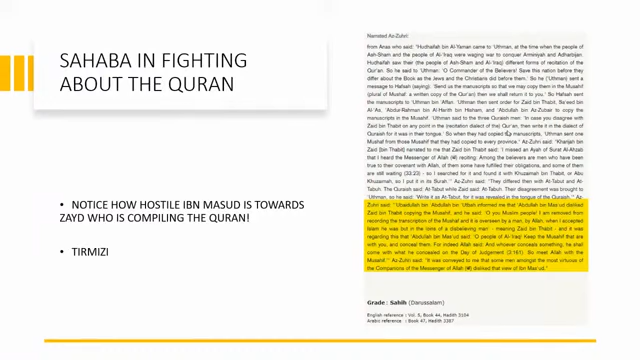 SAHABA IN FIGHTING
ABOUT THE QURAN
• NOTICE HOW HOSTILE IBN MASUD IS TOWARDS
ZAYD WHO IS COMPILING THE QURAN!
• TIRMIZI
Narrated Az-Zuhri:
from Anas who said: "Hudhaifah bin Al-Yaman came to 'Uthman, at the time when the people of
Ash-Sham and the people of Al-'Iraq were waging war to conquer Arminiyah and Adharbijan.
Hudhaifah saw their (the people of Ash-Sham and Al-'Iraq) different forms of recitation of the
Qur'an. So he said to 'Uthman: 'O Commander of the Believers! Save this nation before they
differ about the Book as the Jews and the Christians did before them.' So he ('Uthman) sent a
message to Hafsah (saying): 'Send us the manuscripts so that we may copy them in the Musahif
(plural of Mushaf: a written copy of the Qur'an) then we shall return it to you.' So Hafsah sent
the manuscripts to 'Uthman bin 'Affan. 'Uthman then sent order for Zaid bin Thabit, Sa'eed bin
Al-'As, 'Abdur-Rahman bin Al-Harith bin Hisham, and 'Abdullah bin Az-Zubair to copy the
manuscripts in the Musahif. 'Uthman said to the three Quraish men: 'In case you disagree with
Zaid bin Thabit on any point in the (recitation dialect of the) Qur'an, then write it in the dialect of
Quraish for it was in their tongue.' So when they had copied the manuscripts, 'Uthman sent one
Mushaf from those Musahif that they had copied to every province." Az-Zuhri said: "Kharijah bin
Zaid [bin Thabit] narrated to me that Zaid bin Thabit said: 'I missed an Ayah of Surat Al-Ahzab
that I heard the Messenger of Allah (ﷺ) reciting: Among the believers are men who have been
true to their covenant with Allah, of them some have fulfilled their obligations, and some of them
are still waiting (33:23) - so I searched for it and found it with Khuzaimah bin Thabit, or Abu
Khuzaimah, so I put it in its Surah.'" Az-Zuhri said: "They differed then with At-Tabut and At-
Tabuh. The Quraish said: At-Tabut while Zaid said: At-Tabuh. Their disagreement was brought to
'Uthman, so he said: 'Write it as At-Tabut, for it was revealed in the tongue of the Quraish.'"
Az-Zuhri said: "'Ubaidullah bin 'Abdullah bin 'Utbah informed me that 'Abdullah bin Mas'ud disliked
Zaid bin Thabit copying the Musahif, and he said: 'O you Muslim people! I am removed from
recording the transcription of the Mushaf and it is overseen by a man, by Allah, when I accepted
Islam he was but in the loins of a disbelieving man' - meaning Zaid bin Thabit - and it was
regarding this that 'Abdullah bin Mas'ud said: 'O people of Al-'Iraq! Keep the Musahif that are
with you, and conceal them. For indeed Allah said: And whoever conceals something, he shall
come with what he concealed on the Day of Judgement (3:161). So meet Allah with the
Musahif.'" Az-Zuhri said: "It was conveyed to me that some men amongst the most virtuous of
the Companions of the Messenger of Allah (ﷺ) disliked that view of Ibn Mas'ud."
Grade : Sahih (Darussalam)
English reference : Vol. 5, Book 44, Hadith 3104
Arabic reference : Book 47, Hadith 3387